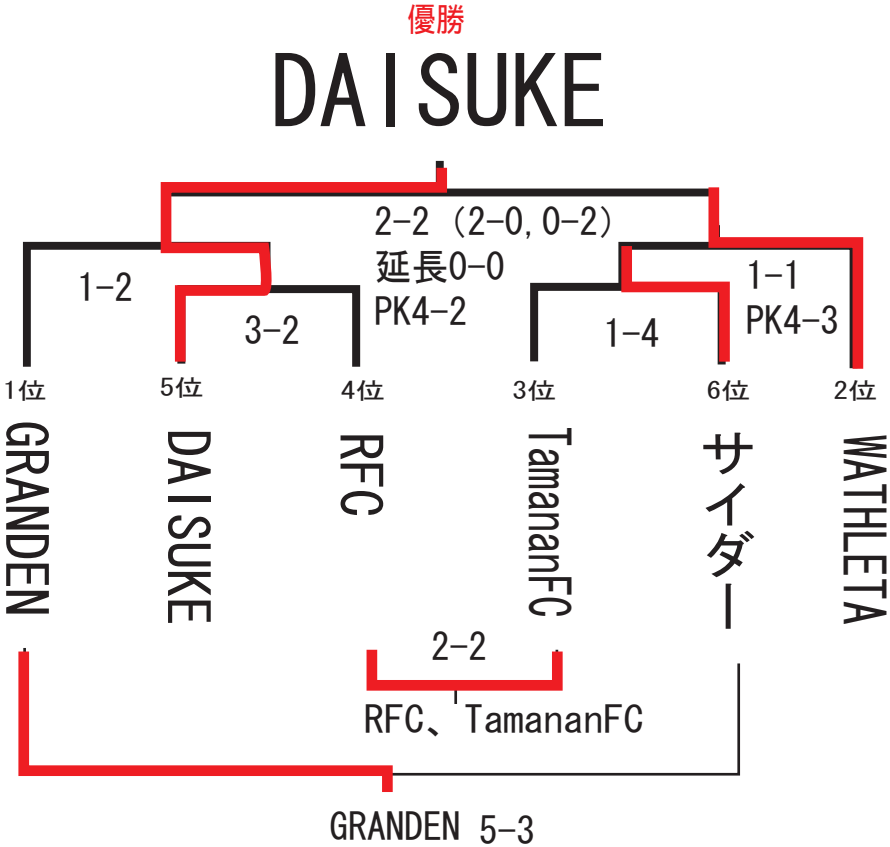 優勝
DAISUKE
2-2 (2-0,0-2)
延長0-0
PK4-2
1-2
3-2
1-4
1-1
PK4-3
1位
5位
4位
3位
6位
2位
GRANDEN
DAISUKE
RFC
TamananFC
サイダー
WATHLETA
2-2
RFC、TamananFC
GRANDEN 5-3